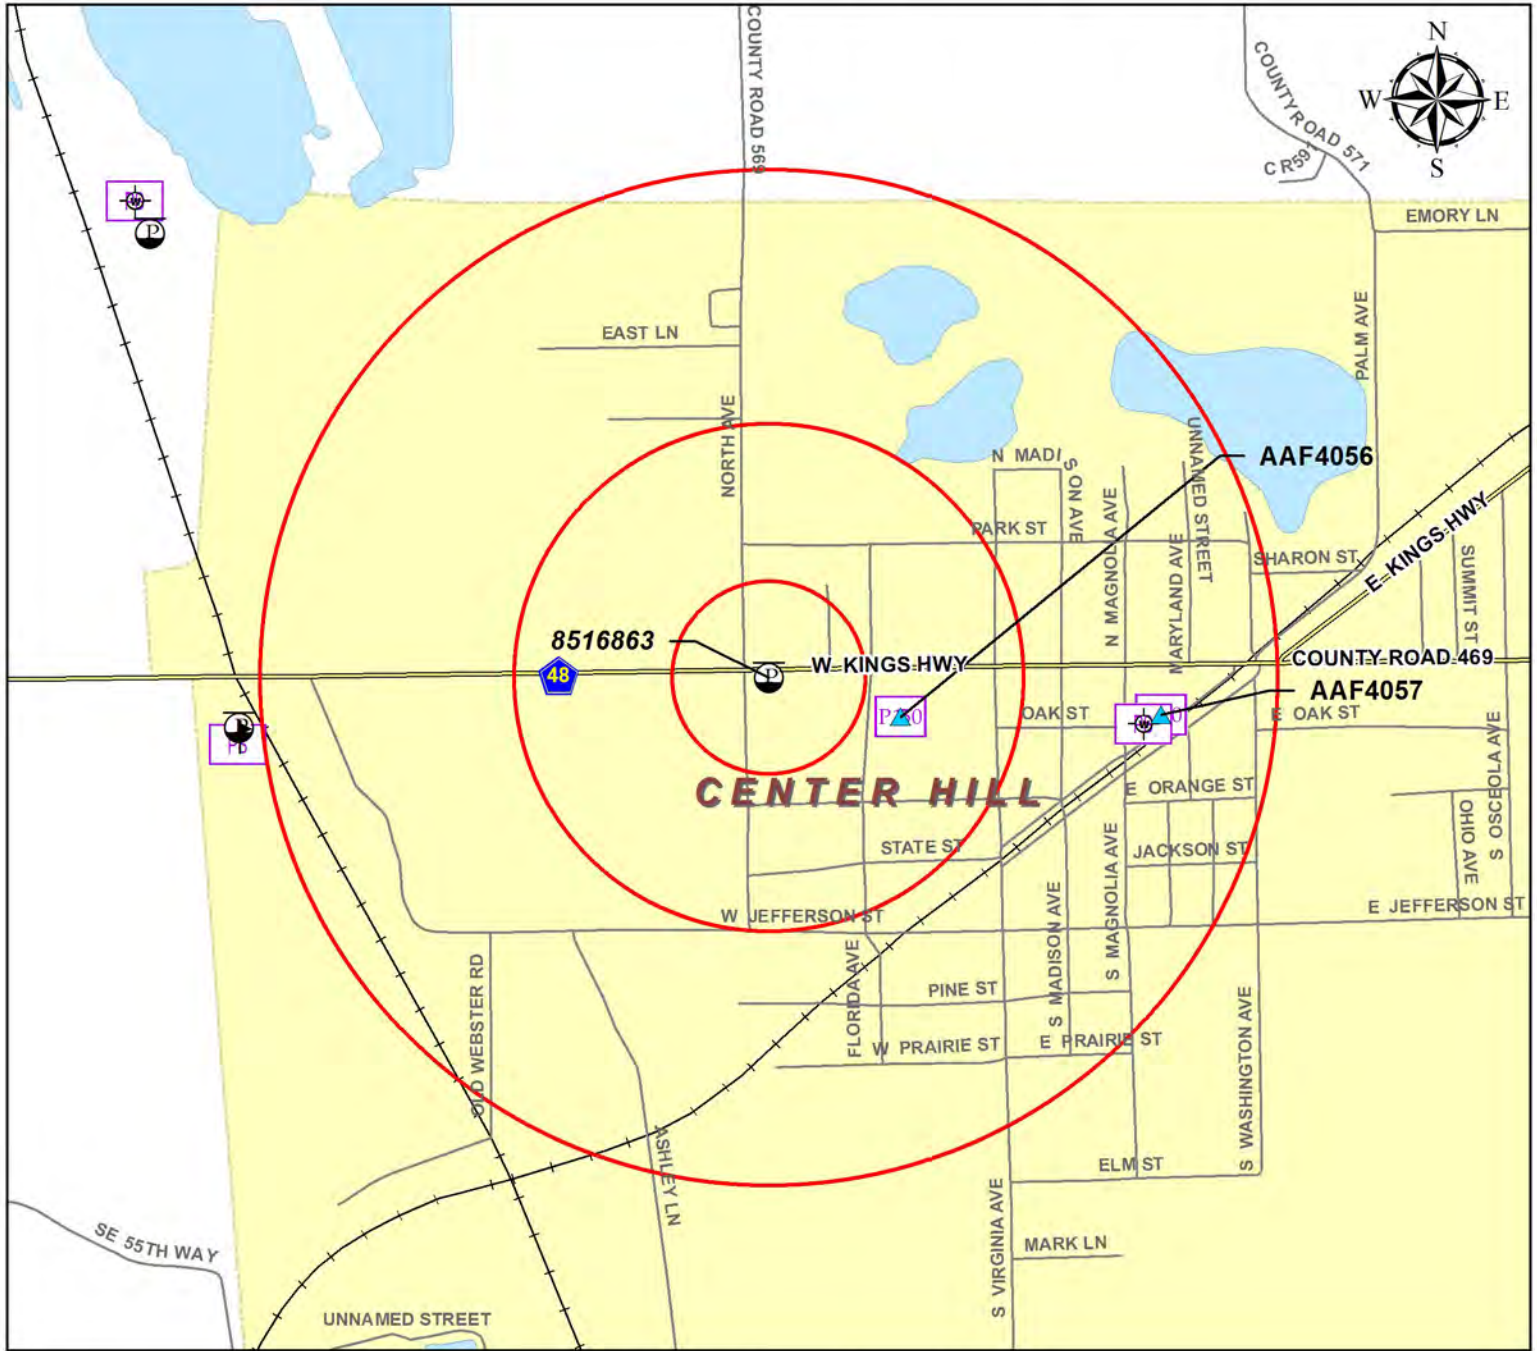 COUNTY ROAD 569
COUNTY ROAD 571
N
W
E
S
C R 59
EMORY LN
EAST LN
PALM AVE
NORTH AVE
UNNAMED STREET
N MADI
SON AVE
AAF4056
N MAGNOLIA AVE
PARK ST
MARYLAND AVE
SHARON ST
E KINGS HWY
SUMMIT ST
8516863
W KINGS HWY
COUNTY ROAD 469
48
P
AAF4057
OAK ST
E OAK ST
S OSCEOLA AVE
CENTER HILL
E ORANGE ST
OHIO AVE
STATE ST
JACKSON ST
S MAGNOLIA AVE
W JEFFERSON ST
E JEFFERSON ST
S MADISON AVE
FLORIDA AVE
OLD WEBSTER RD
PINE ST
W PRAIRIE ST
E PRAIRIE ST
S WASHINGTON AVE
ASHLEY LN
ELM ST
S VIRGINIA AVE
SE 55TH WAY
MARK LN
UNNAMED STREET
W
P
P
W